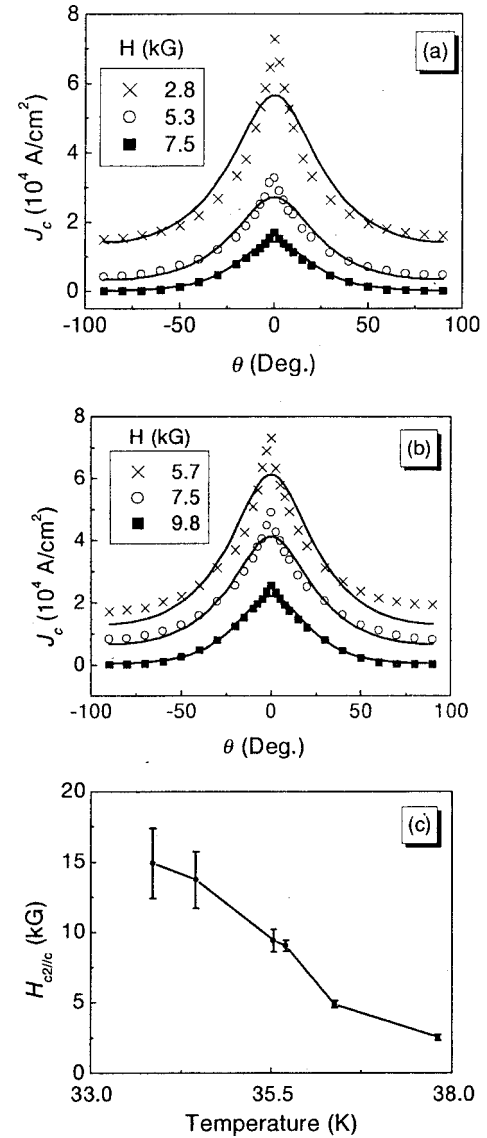 8
6
4
2
0
J_c (10^4 A/cm^2)
H (kG)
2.8
5.3
7.5
(a)
-100 -50 0 50 100
θ (Deg.)
8
6
4
2
0
J_c (10^4 A/cm^2)
H (kG)
5.7
7.5
9.8
(b)
-100 -50 0 50 100
θ (Deg.)
20
15
10
5
0
H_c2//c (kG)
(c)
33.0 35.5 38.0
Temperature (K)